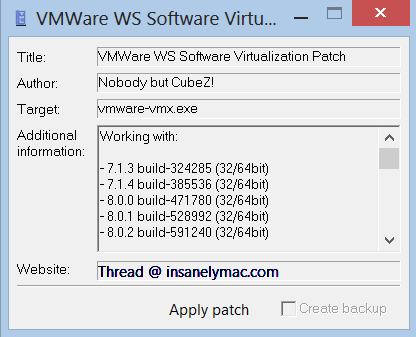 VMWare WS Software Virtu...
Title: VMWare WS Software Virtualization Patch
Author: Nobody but CubeZ!
Target: vmware-vmx.exe
Additional information: Working with:
- 7.1.3 build-324285 (32/64bit)
- 7.1.4 build-385536 (32/64bit)
- 8.0.0 build-471780 (32/64bit)
- 8.0.1 build-528992 (32/64bit)
- 8.0.2 build-591240 (32/64bit)
Website: Thread @ insanelymac.com
Apply patch Create backup